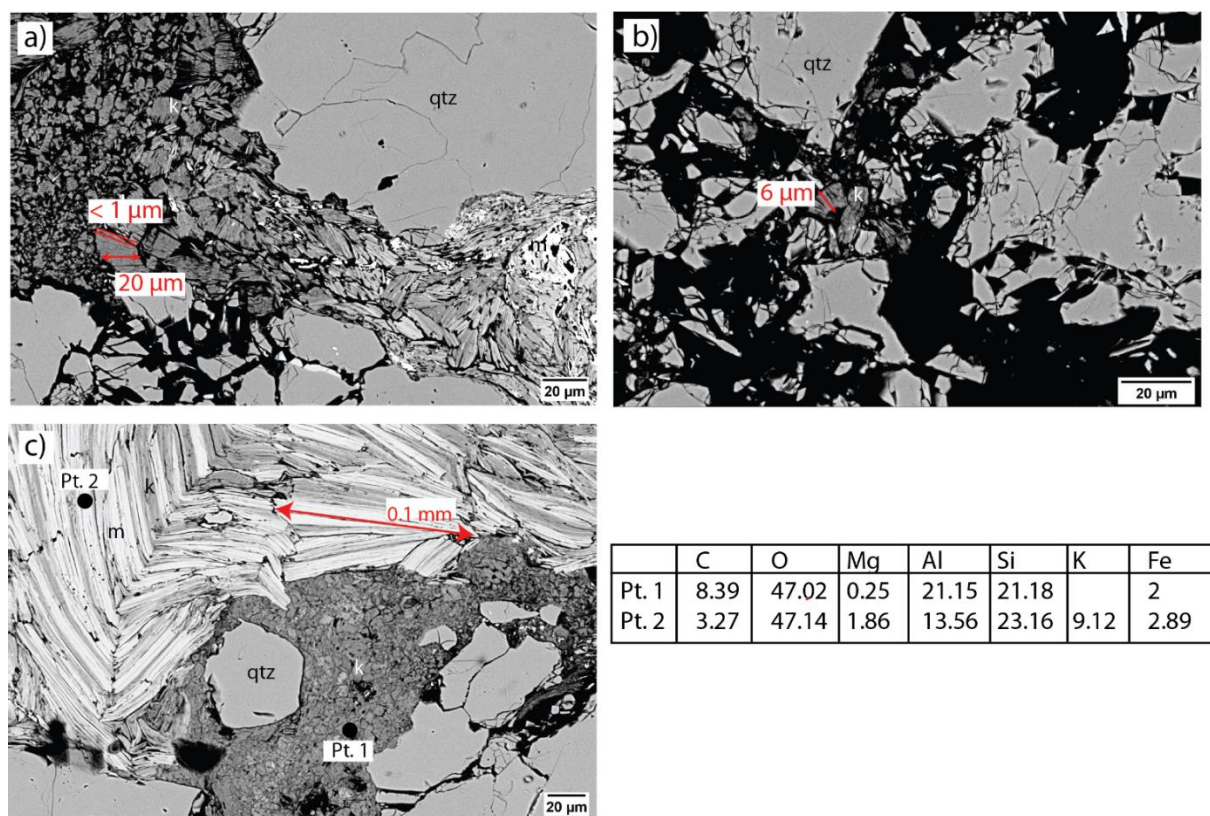 a)
qtz
k
< 1 µm
m
20 µm
20 µm
b)
qtz
6 µm
k
20 µm
c)
Pt. 2
k
m
0.1 mm
qtz
k
Pt. 1
20 µm
C O Mg Al Si K Fe
Pt. 1 8.39 47.02 0.25 21.15 21.18 2
Pt. 2 3.27 47.14 1.86 13.56 23.16 9.12 2.89